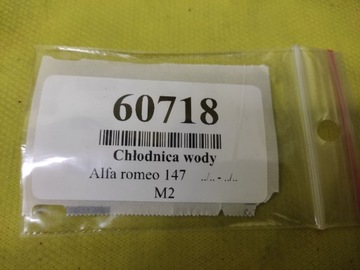 60718
Chłodnica wody
Alfa romeo 147 ../.. - ../..
M2